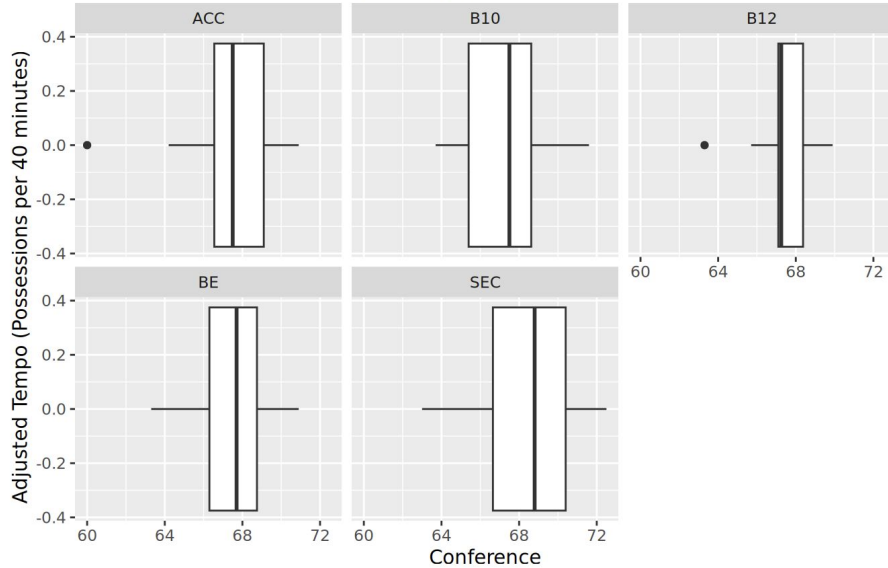 ACC B10 B12
0.4
0.2
0.0
-0.2
-0.4
60 64 68 72
BE SEC
0.4
0.2
0.0
-0.2
-0.4
60 64 68 72 60 64 68 72
Adjusted Tempo (Possessions per 40 minutes)
Conference